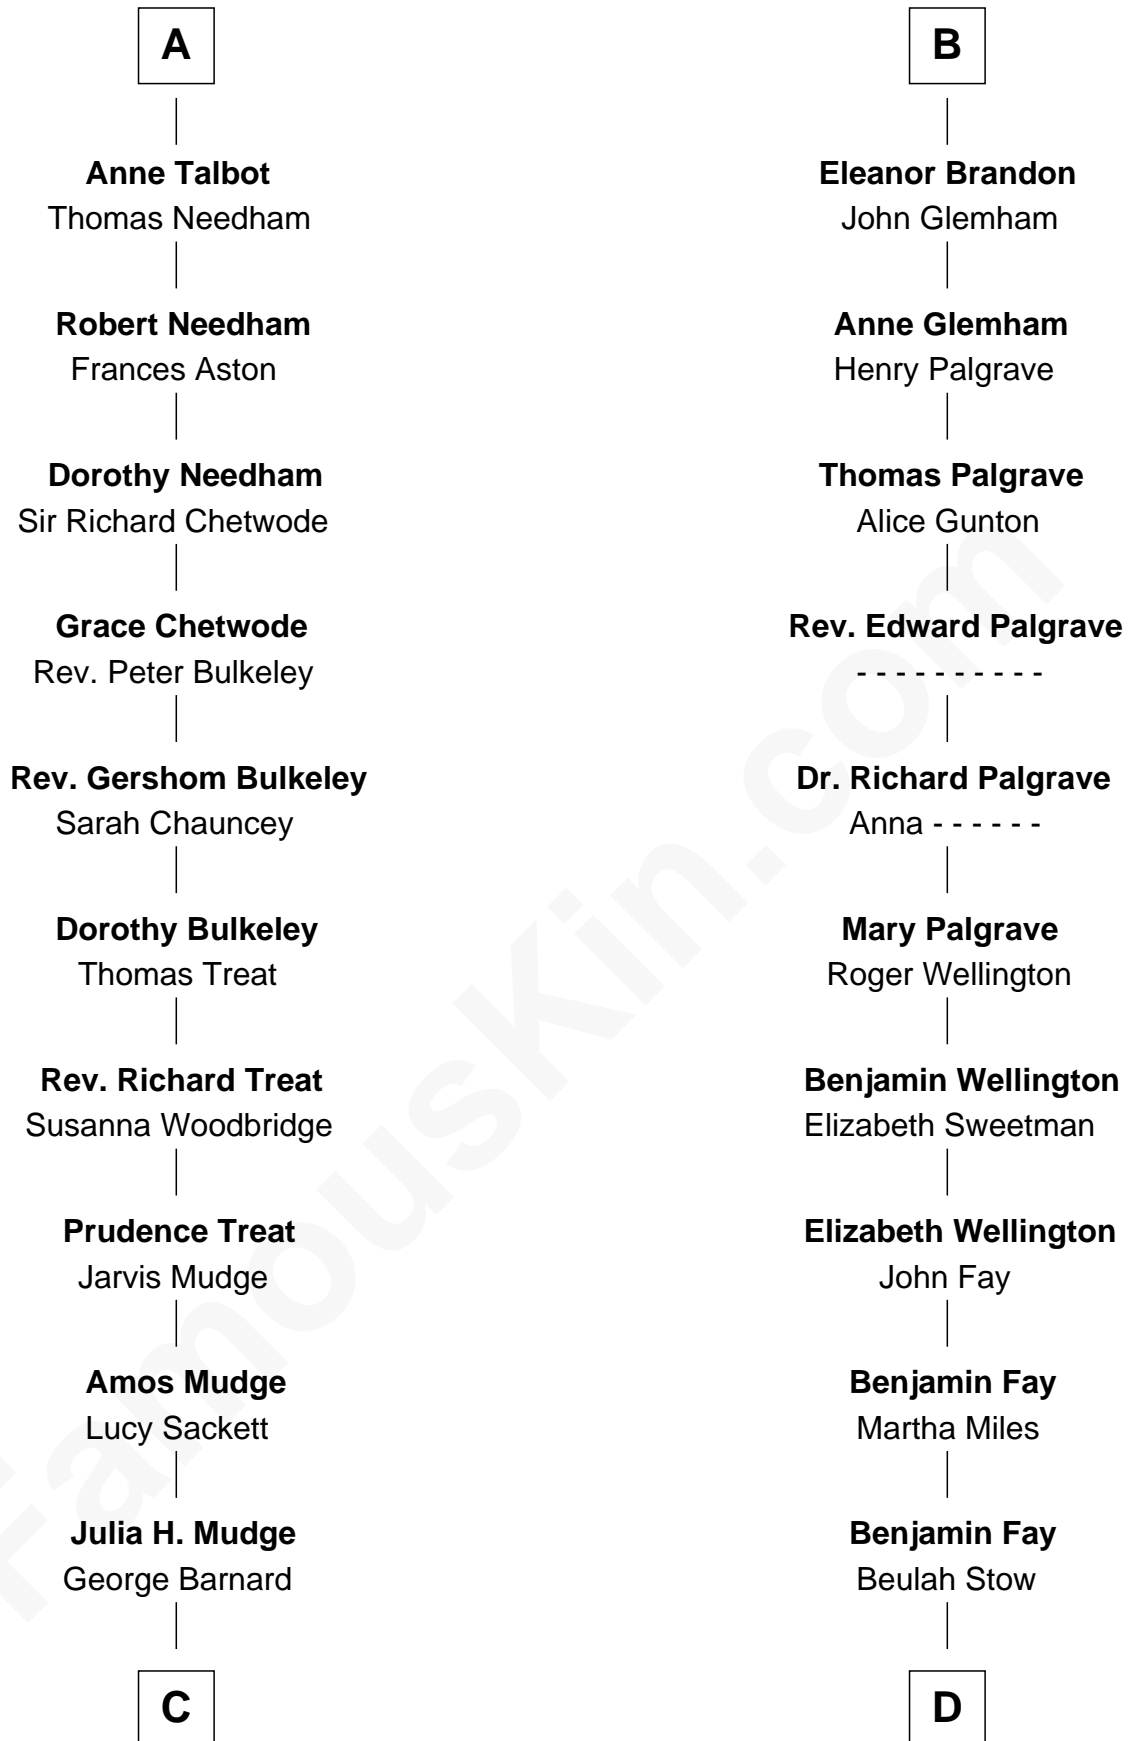 A
Anne Talbot
Thomas Needham
Robert Needham
Frances Aston
Dorothy Needham
Sir Richard Chetwode
Grace Chetwode
Rev. Peter Bulkeley
Rev. Gershom Bulkeley
Sarah Chauncey
Dorothy Bulkeley
Thomas Treat
Rev. Richard Treat
Susanna Woodbridge
Prudence Treat
Jarvis Mudge
Amos Mudge
Lucy Sackett
Julia H. Mudge
George Barnard
C
B
Eleanor Brandon
John Glemham
Anne Glemham
Henry Palgrave
Thomas Palgrave
Alice Gunton
Rev. Edward Palgrave
- - - - - - - - - -
Dr. Richard Palgrave
Anna - - - - - -
Mary Palgrave
Roger Wellington
Benjamin Wellington
Elizabeth Sweetman
Elizabeth Wellington
John Fay
Benjamin Fay
Martha Miles
Benjamin Fay
Beulah Stow
D
FamousKin.com